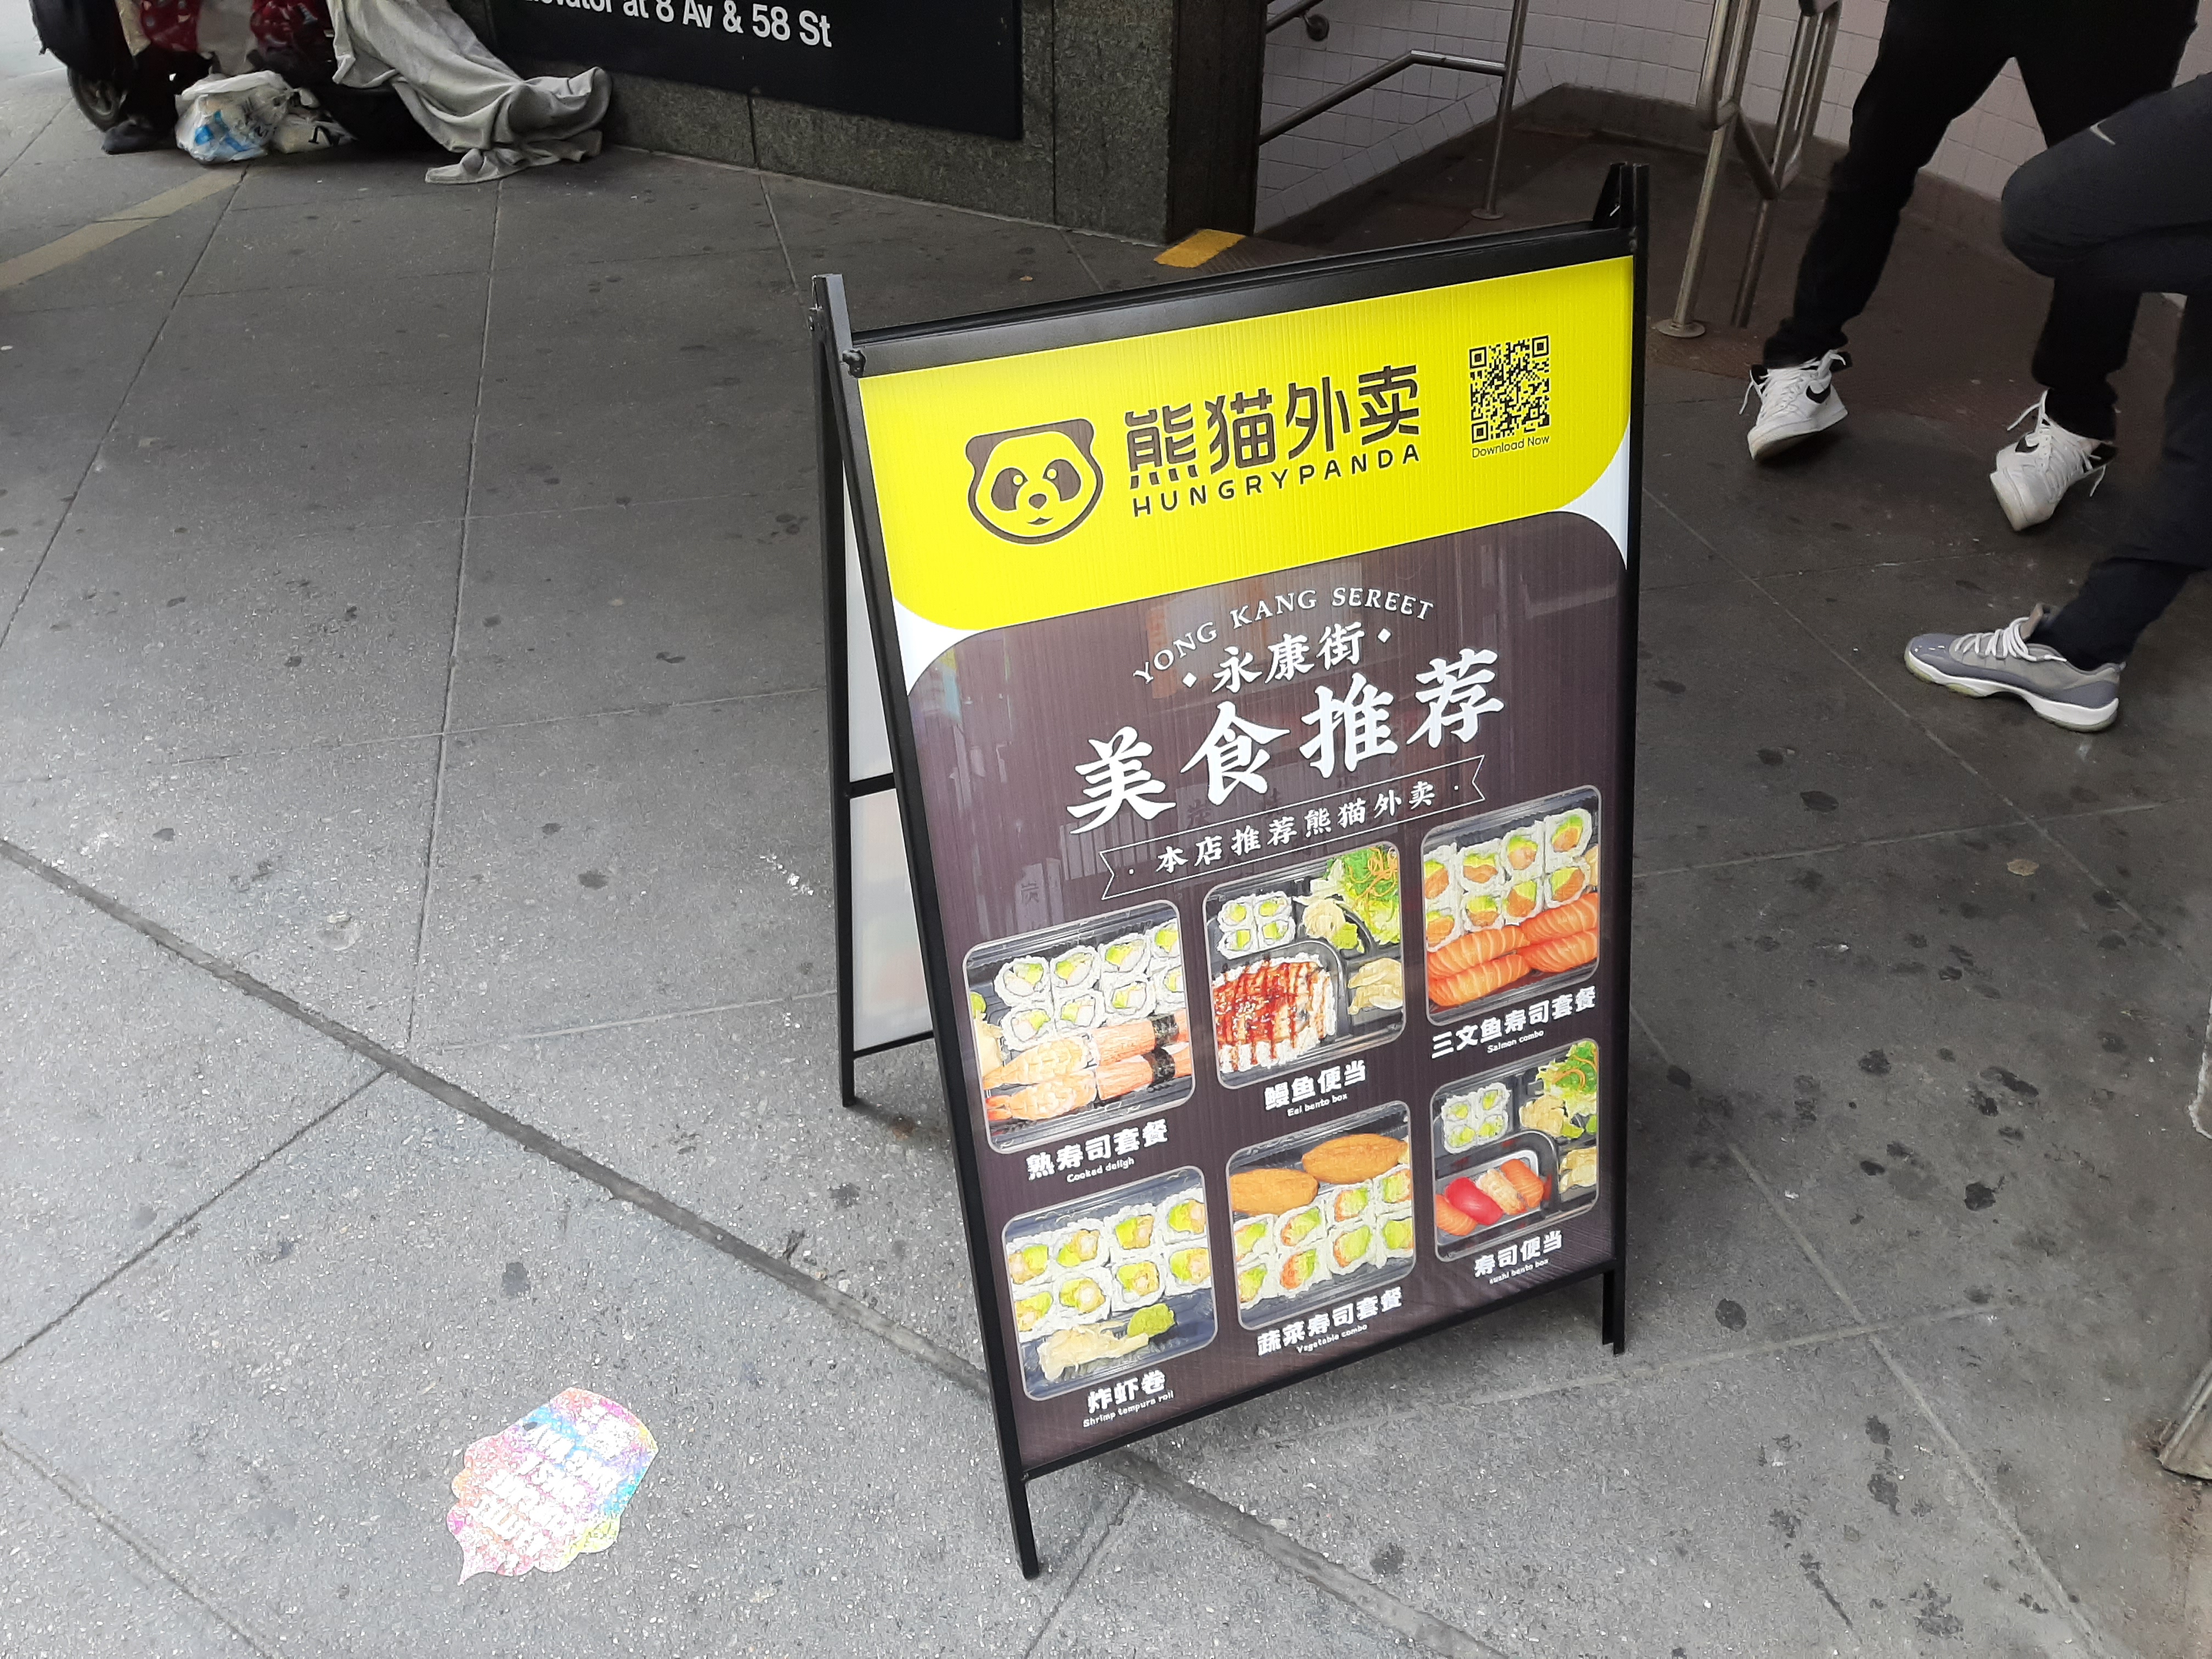 at 8 Av & 58 St
熊猫外卖
HUNGRYPANDA
Download Now
YONG KANG SEREET
永康街
美食推荐
· 本店推荐熊猫外卖 ·
熟寿司套餐
Cooked deligh
鳗鱼便当
Eel bento box
三文鱼寿司套餐
Salmon combo
炸虾卷
Shrimp tempura roll
蔬菜寿司套餐
Vegetable combo
寿司便当
sushi bento box